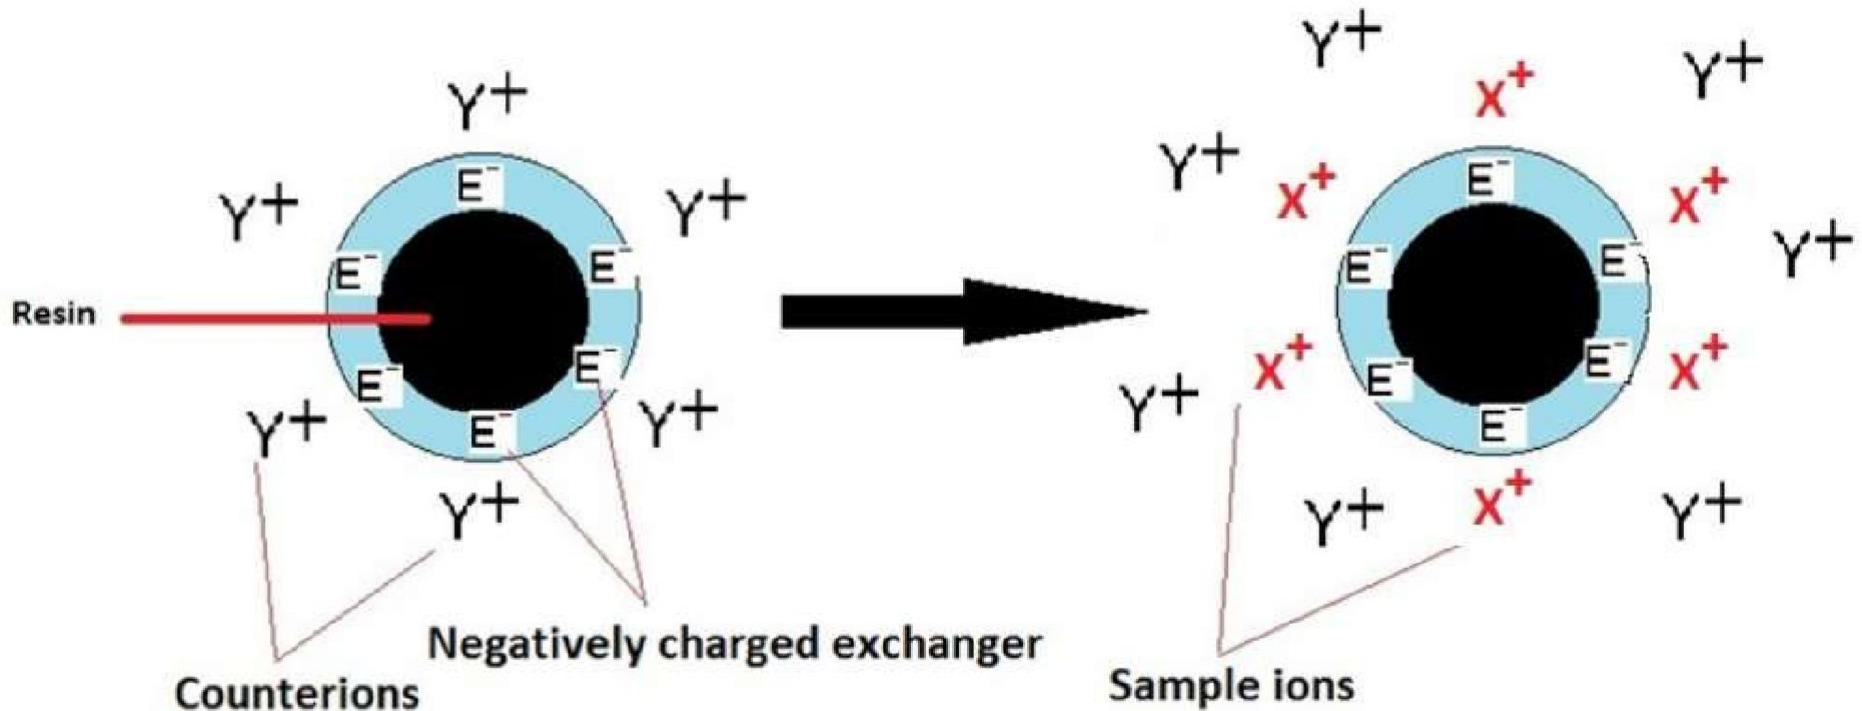 Y+
Y+
Y+
E⁻
E⁻
E⁻
Resin
E⁻
E⁻
E⁻
Y+
Y+
Y+
Negatively charged exchanger
Counterions
Y+
Y+
X+
Y+
X+
X+
Y+
E⁻
E⁻
E⁻
X+
X+
E⁻
E⁻
E⁻
Y+
X+
Y+
Y+
Sample ions